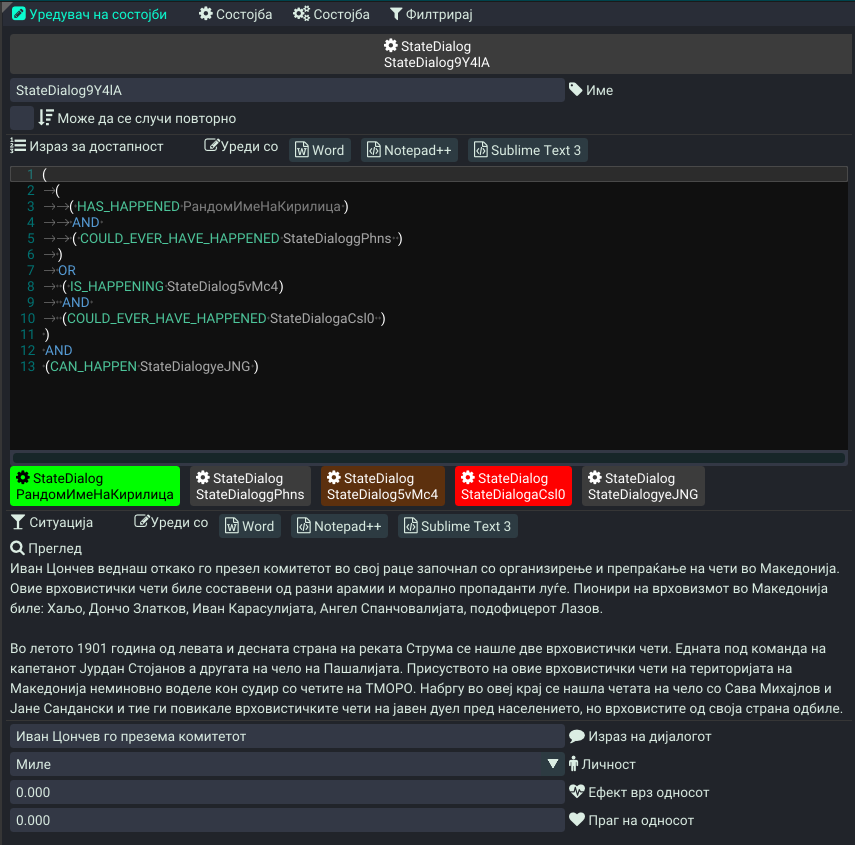 Уредувач на состојби Состојба Состојба Филтрирај
StateDialog
StateDialog9Y4lA
StateDialog9Y4lA Име
Може да се случи повторно
Израз за достапност Уреди со Word Notepad++ Sublime Text 3
1 (
2 (
3 ( HAS_HAPPENED РандомИмеНаКирилица )
4 AND
5 ( COULD_EVER_HAVE_HAPPENED StateDialoggPhns )
6 )
7 OR
8 ( IS_HAPPENING StateDialog5vMc4)
9 AND
10 (COULD_EVER_HAVE_HAPPENED StateDialogaCsl0 )
11 )
12 AND
13 (CAN_HAPPEN StateDialogyeJNG )
StateDialog StateDialog StateDialog StateDialog StateDialog
РандомИмеНаКирилица StateDialoggPhns StateDialog5vMc4 StateDialogaCsl0 StateDialogyeJNG
Ситуација Уреди со Word Notepad++ Sublime Text 3
Преглед
Иван Цончев веднаш откако го презел комитетот во свој раце започнал со организирење и препраќање на чети во Македонија.
Овие врховистички чети биле составени од разни арамии и морално пропаданти луѓе. Пионири на врховизмот во Македонија
биле: Хаљо, Дончо Златков, Иван Карасулијата, Ангел Спанчовалијата, подофицерот Лазов.
Во летото 1901 година од левата и десната страна на реката Струма се нашле две врховистички чети. Едната под команда на
капетанот Јурдан Стојанов а другата на чело на Пашалијата. Присуството на овие врховистички чети на територијата на
Македонија неминовно воделе кон судир со четите на ТМОРО. Набргу во овеј крај се нашла четата на чело со Сава Михајлов и
Јане Сандански и тие ги повикале врховистичките чети на јавен дуел пред населението, но врховистите од своја страна одбиле.
Иван Цончев го презема комитетот Израз на дијалогот
Миле Личност
0.000 Ефект врз односот
0.000 Праг на односот